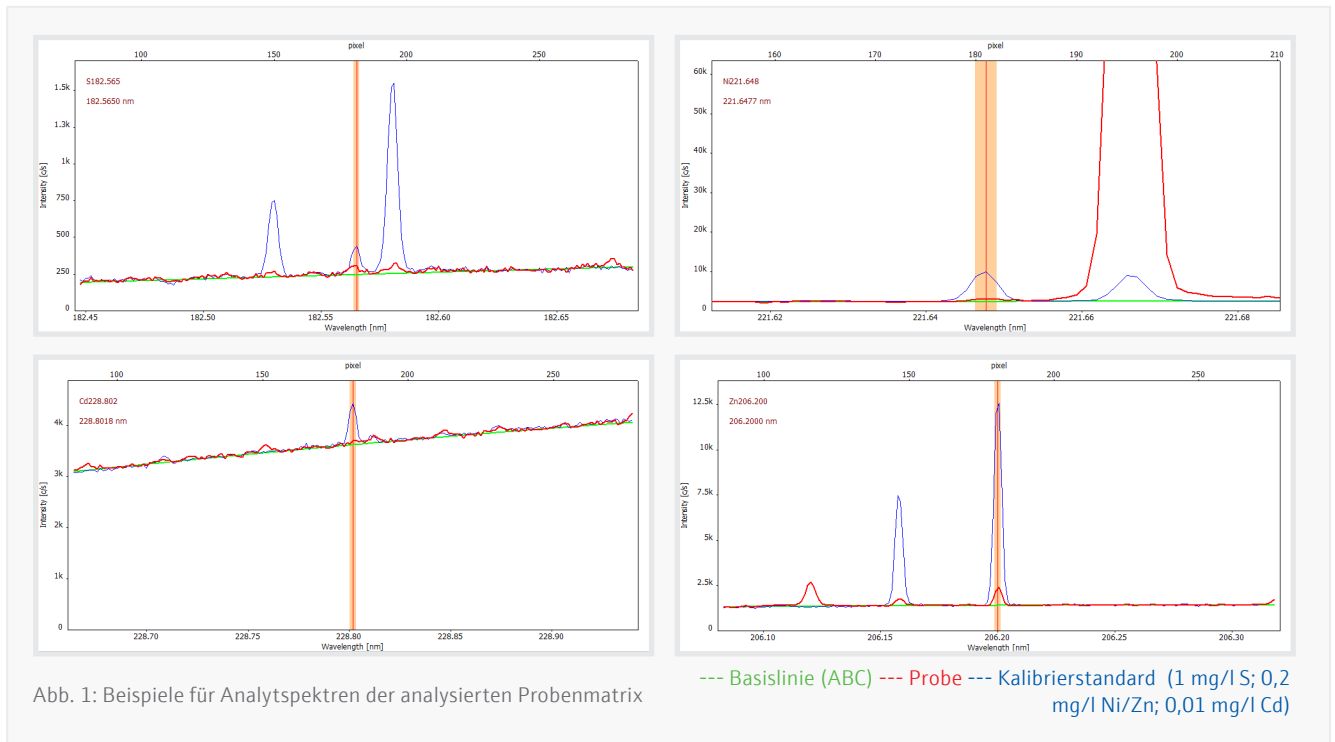 pixel
100 150 200 250
S182.565
182.5650 nm
1.5k
1.3k
1k
750
500
250
0
Intensity [c/s]
182.45 182.50 182.55 182.60 182.65
Wavelength [nm]
pixel
160 170 180 190 200 210
Ni221.648
221.6477 nm
60k
50k
40k
30k
20k
10k
0
Intensity [c/s]
221.62 221.64 221.66 221.68
Wavelength [nm]
pixel
100 150 200 250
Cd228.802
228.8018 nm
4k
3k
2k
1k
0
Intensity [c/s]
228.70 228.75 228.80 228.85 228.90
Wavelength [nm]
pixel
100 150 200 250
Zn206.200
206.2000 nm
12.5k
10k
7.5k
5k
2.5k
0
Intensity [c/s]
206.10 206.15 206.20 206.25 206.30
Wavelength [nm]
Abb. 1: Beispiele für Analytspektren der analysierten Probenmatrix
--- Basislinie (ABC) --- Probe --- Kalibrierstandard (1 mg/l S; 0,2
mg/l Ni/Zn; 0,01 mg/l Cd)